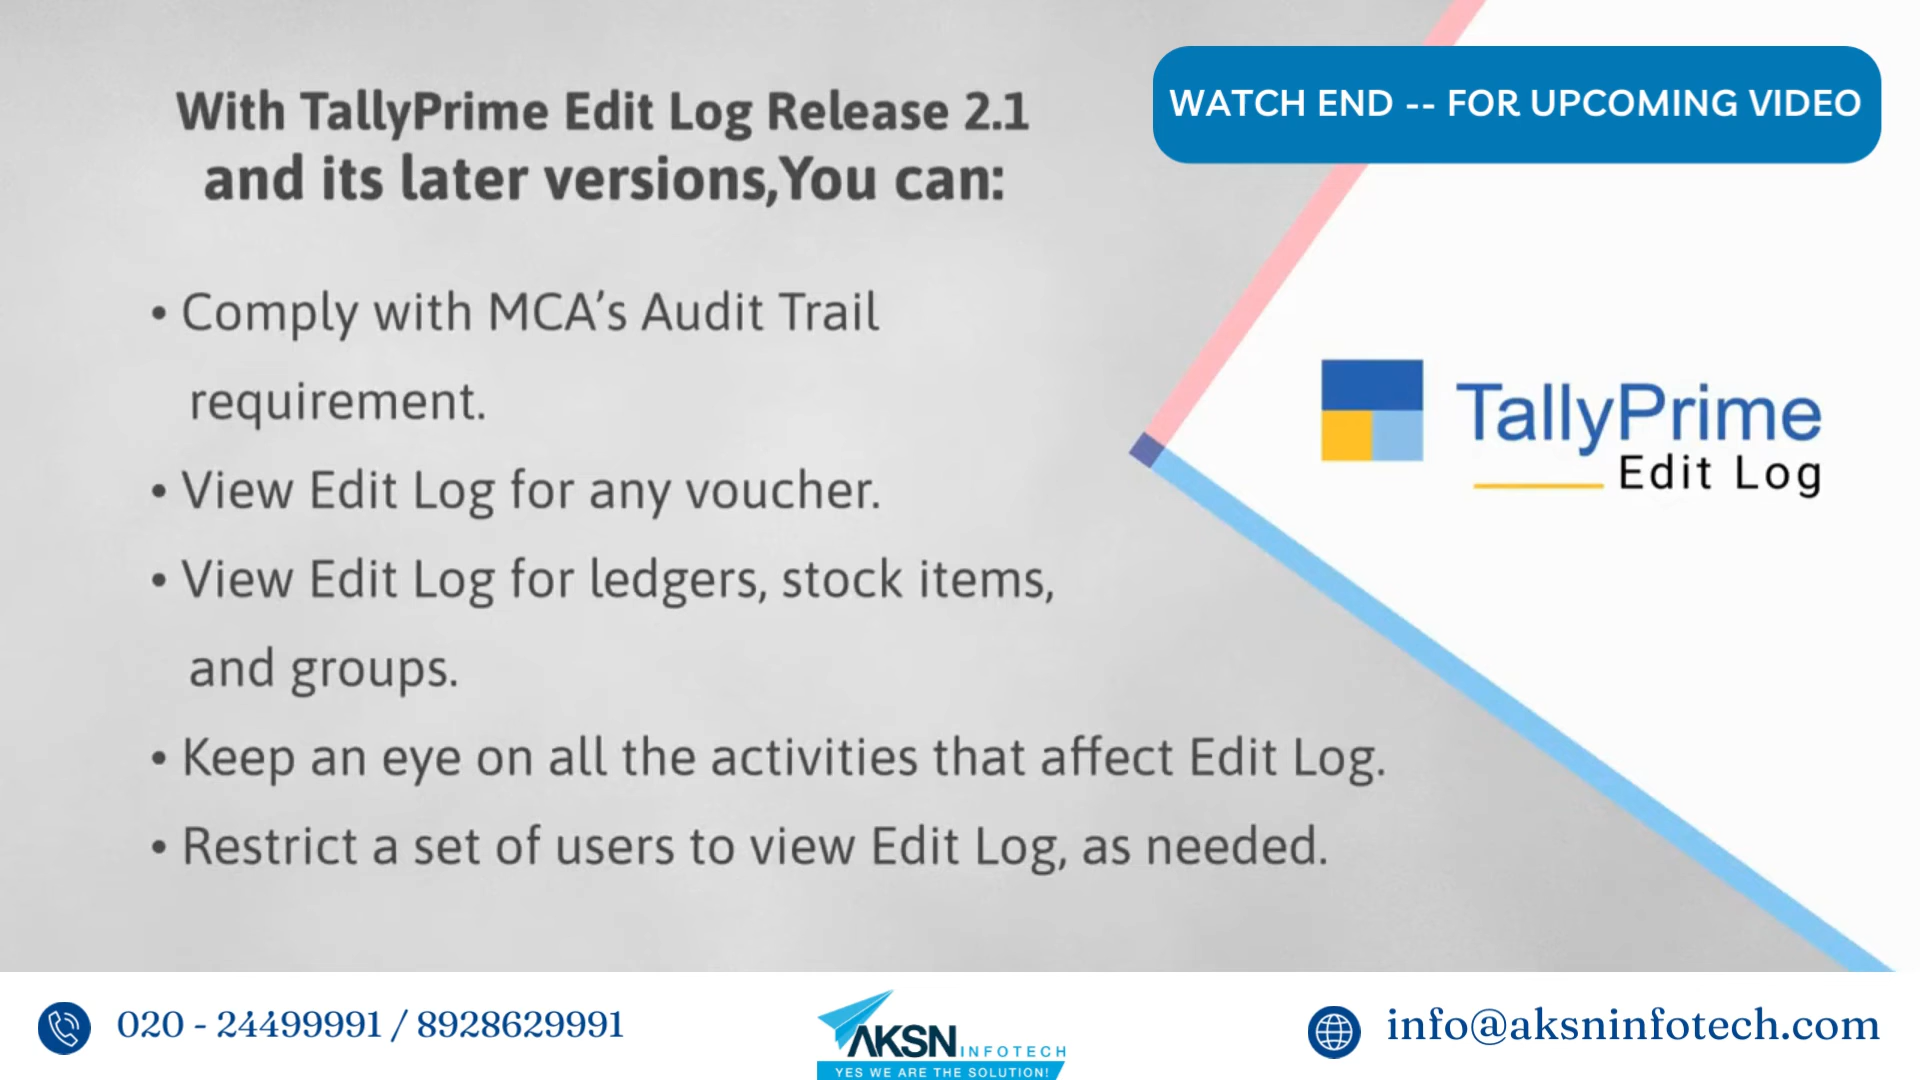 With TallyPrime Edit Log Release 2.1
and its later versions,You can:
WATCH END -- FOR UPCOMING VIDEO
• Comply with MCA’s Audit Trail
requirement.
• View Edit Log for any voucher.
• View Edit Log for ledgers, stock items,
and groups.
• Keep an eye on all the activities that affect Edit Log.
• Restrict a set of users to view Edit Log, as needed.
TallyPrime
Edit Log
020 - 24499991 / 8928629991
AKSN INFOTECH
YES WE ARE THE SOLUTION!
info@aksninfotech.com